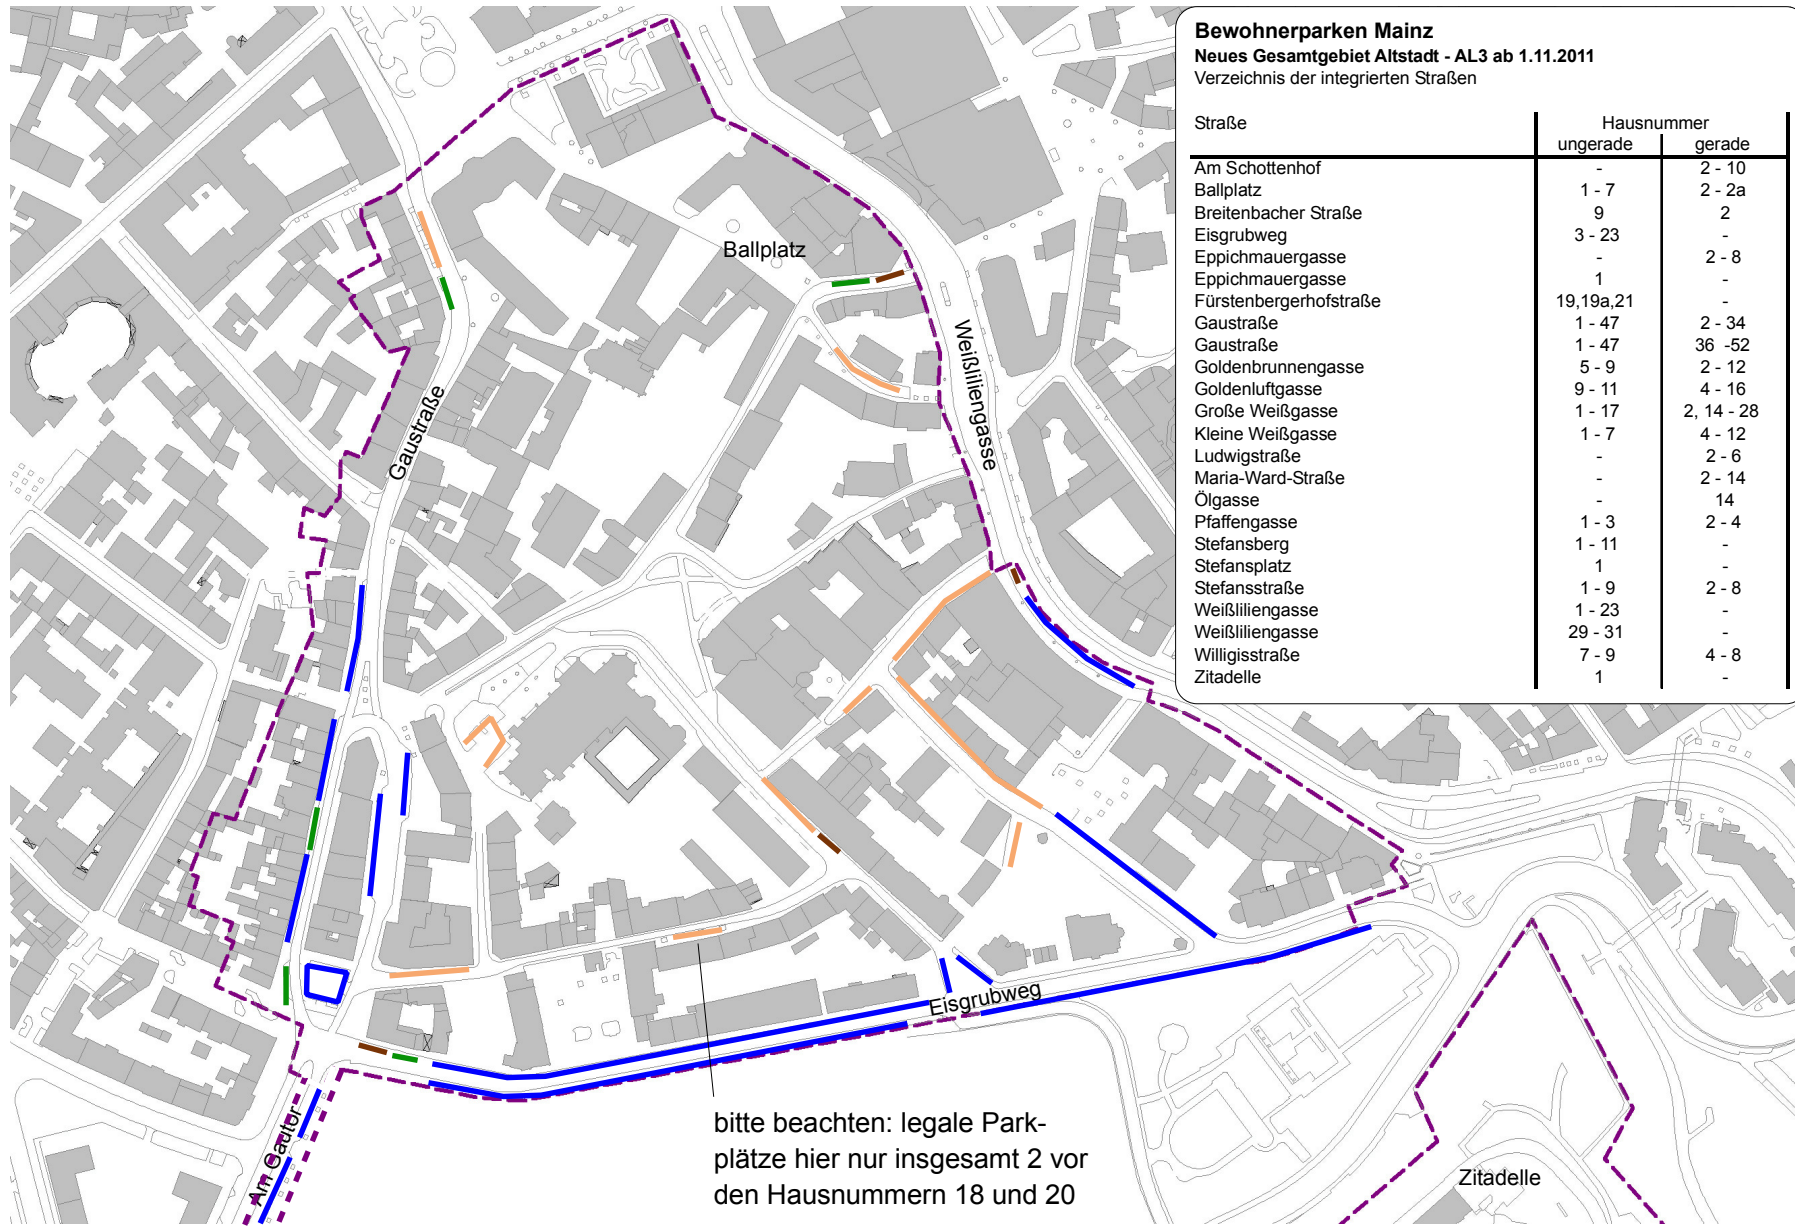 Bewohnerparken Mainz
Neues Gesamtgebiet Altstadt - AL3 ab 1.11.2011
Verzeichnis der integrierten Straßen
Straße Hausnummer
ungerade gerade
Am Schottenhof - 2 - 10
Ballplatz 1 - 7 2 - 2a
Breitenbacher Straße 9 2
Eisgrubweg 3 - 23 -
Eppichmauergasse - 2 - 8
Eppichmauergasse 1 -
Fürstenbergerhofstraße 19,19a,21 -
Gaustraße 1 - 47 2 - 34
Gaustraße 1 - 47 36 -52
Goldenbrunnengasse 5 - 9 2 - 12
Goldenluftgasse 9 - 11 4 - 16
Große Weißgasse 1 - 17 2, 14 - 28
Kleine Weißgasse 1 - 7 4 - 12
Ludwigstraße - 2 - 6
Maria-Ward-Straße - 2 - 14
Ölgasse - 14
Pfaffengasse 1 - 3 2 - 4
Stefansberg 1 - 11 -
Stefansplatz 1 -
Stefansstraße 1 - 9 2 - 8
Weißliliengasse 1 - 23 -
Weißliliengasse 29 - 31 -
Willigisstraße 7 - 9 4 - 8
Zitadelle 1 -
Ballplatz
Weißliliengasse
Gaustraße
Eisgrubweg
Am Gautor
bitte beachten: legale Park-
plätze hier nur insgesamt 2 vor
den Hausnummern 18 und 20
Zitadelle